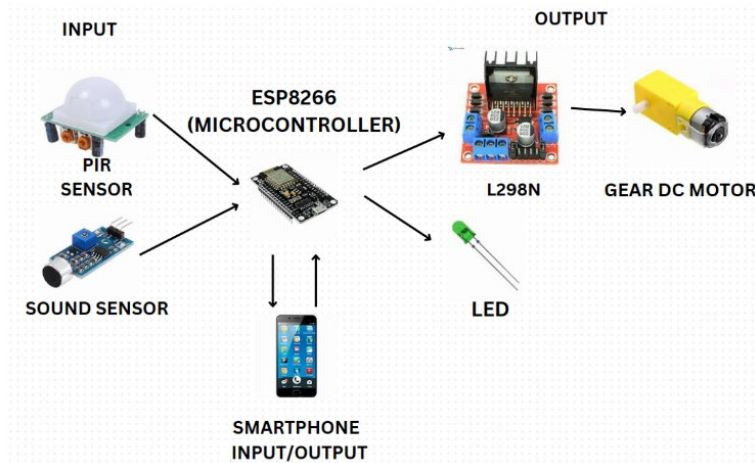 INPUT
OUTPUT
ESP8266
(MICROCONTROLLER)
PIR
SENSOR
L298N
GEAR DC MOTOR
SOUND SENSOR
LED
SMARTPHONE
INPUT/OUTPUT